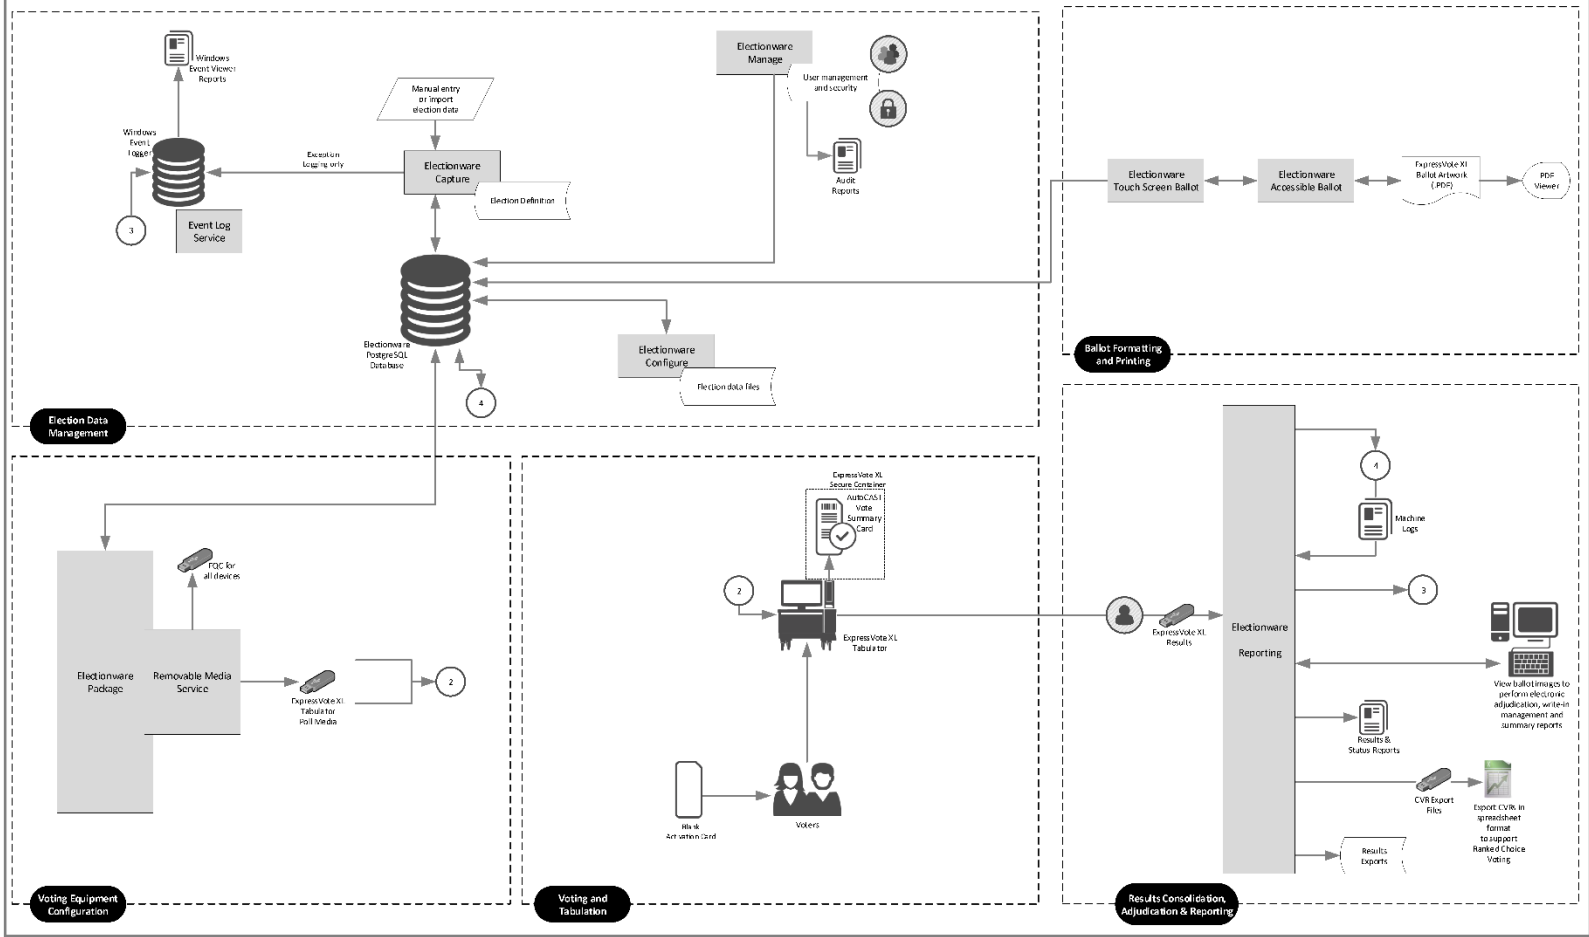 Windows
Event Viewer
Reports
Manual entry
or import
election data
Electionware
Manage
User management
and security
Windows
Event
Logger
Exception
Logging only
Electionware
Capture
Election Definition
Audit
Reports
3
Event Log
Service
Electionware
PostgreSQL
Database
4
Electionware
Configure
Election data files
Election Data
Management
Electionware
Touch Screen Ballot
Electionware
Accessible Ballot
ExpressVote XL
Ballot Artwork
(.PDF)
PDF
Viewer
Ballot Formatting
and Printing
FQC for
all devices
Electionware
Package
Removable Media
Service
ExpressVote XL
Tabulator
Poll Media
2
Voting Equipment
Configuration
ExpressVote XL
Secure Container
AutoCAST
Vote
Summary
Card
2
ExpressVote XL
Tabulator
Blank
Activation Card
Voters
Voting and
Tabulation
ExpressVote XL
Results
Electionware
Reporting
4
Machine
Logs
3
View ballot images to
perform electronic
adjudication, write-in
management and
summary reports
Results &
Status Reports
CVR Export
Files
Export CVRs in
spreadsheet
format
to support
Ranked Choice
Voting
Results
Exports
Results Consolidation,
Adjudication & Reporting